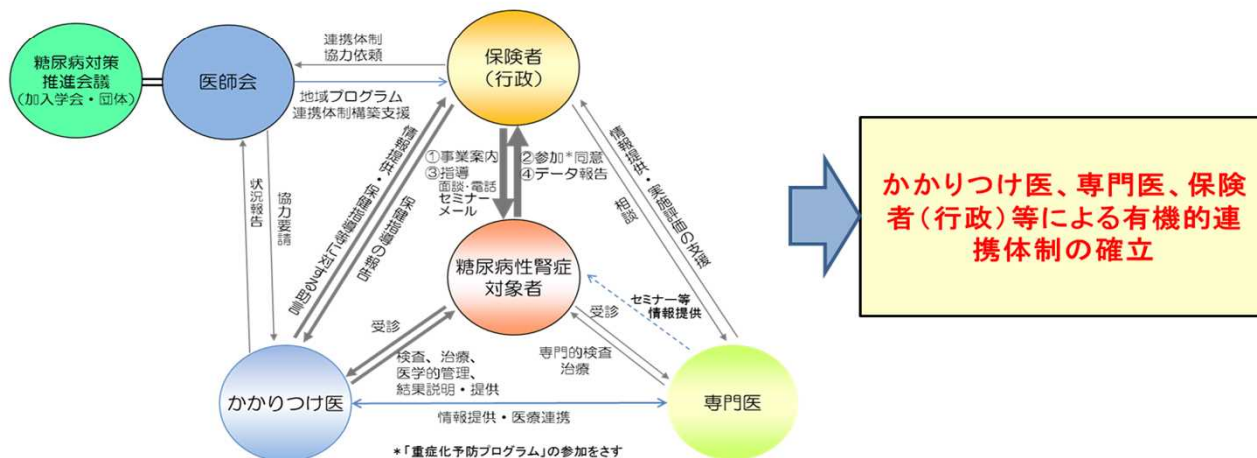 糖尿病対策
推進会議
(加入学会・団体)
医師会
連携体制
協力依頼
地域プログラム
連携体制構築支援
保険者
(行政)
情報提供・保健指導等に対する助言
保健指導の報告
①事業案内
③指導
面談・電話
セミナー
メール
②参加*同意
④データ報告
情報提供・実施評価の支援
相談
状況報告
協力要請
糖尿病性腎症
対象者
セミナー等
情報提供
受診
検査、治療、
医学的管理、
結果説明・提供
受診
専門的検査
治療
かかりつけ医
情報提供・医療連携
専門医
*「重症化予防プログラム」の参加をさす
かかりつけ医、専門医、保険
者(行政)等による有機的連
携体制の確立